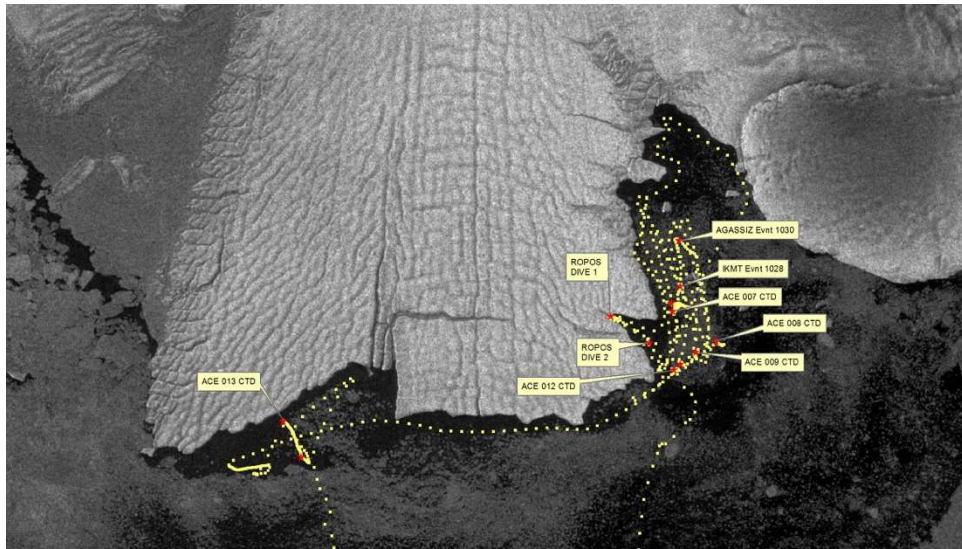 AGASSIZ Evnt 1030
ROPOS
DIVE 1
IKMT Evnt 1028
ACE 007 CTD
ACE 008 CTD
ROPOS
DIVE 2
ACE 009 CTD
ACE 012 CTD
ACE 013 CTD